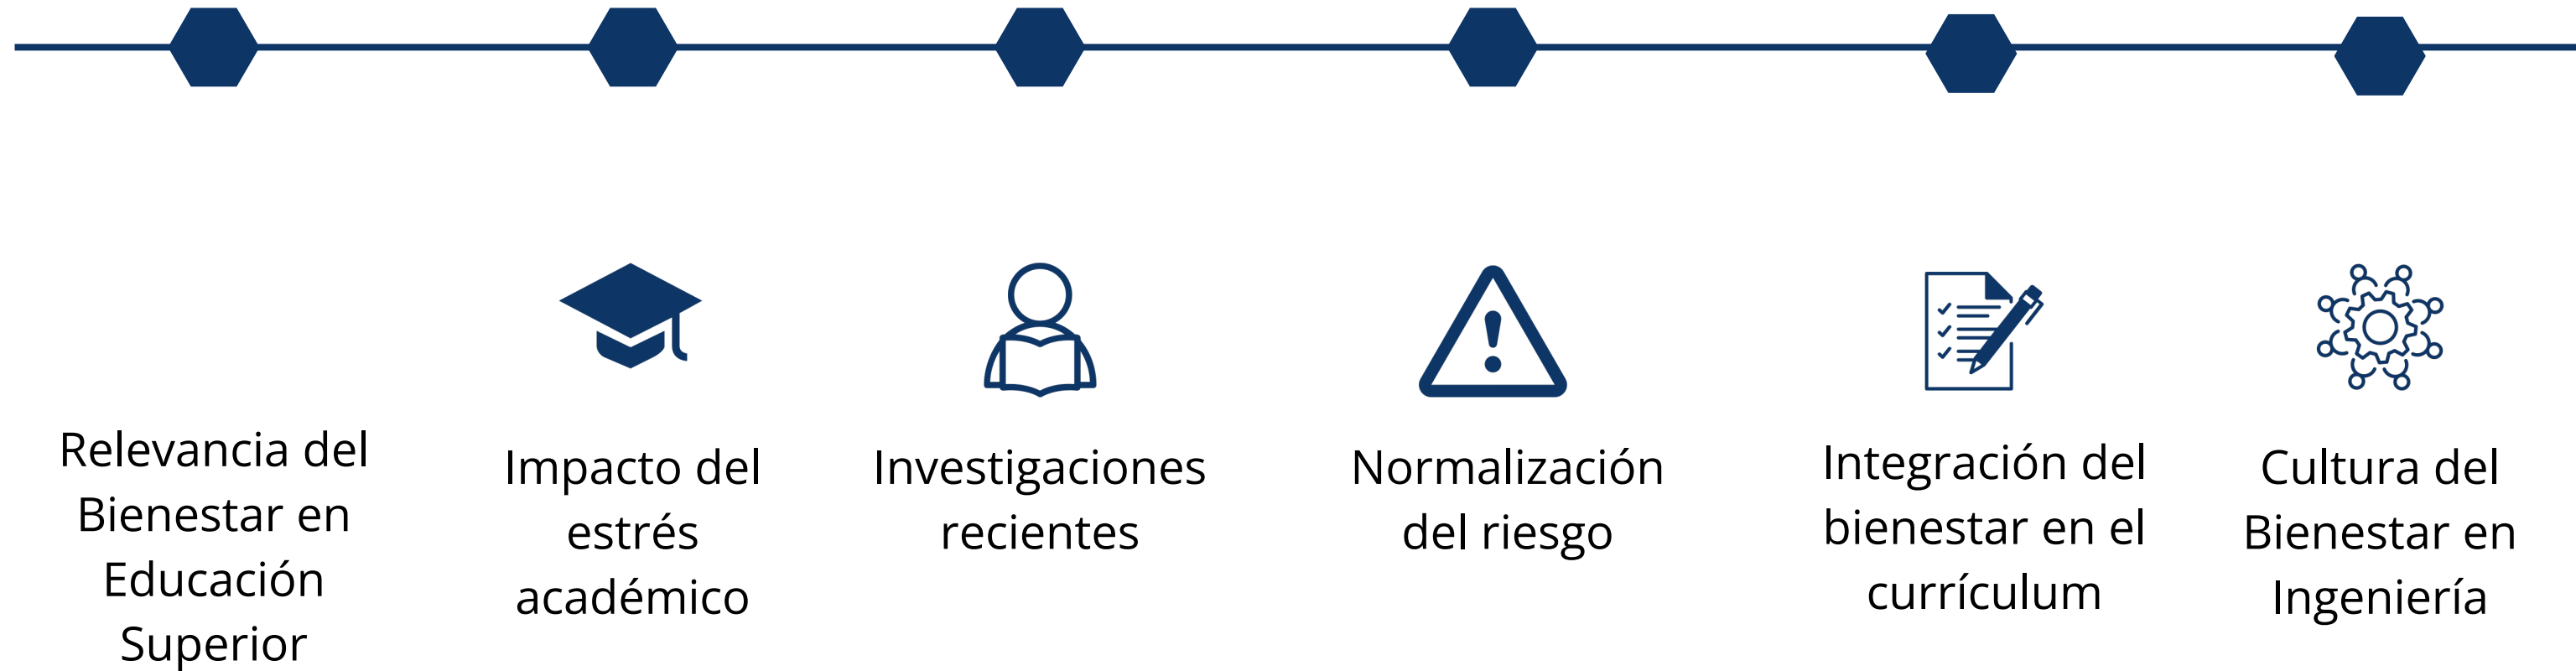 Relevancia del
Bienestar en
Educación
Superior
Impacto del
estrés
académico
Investigaciones
recientes
Normalización
del riesgo
Integración del
bienestar en el
currículum
Cultura del
Bienestar en
Ingeniería